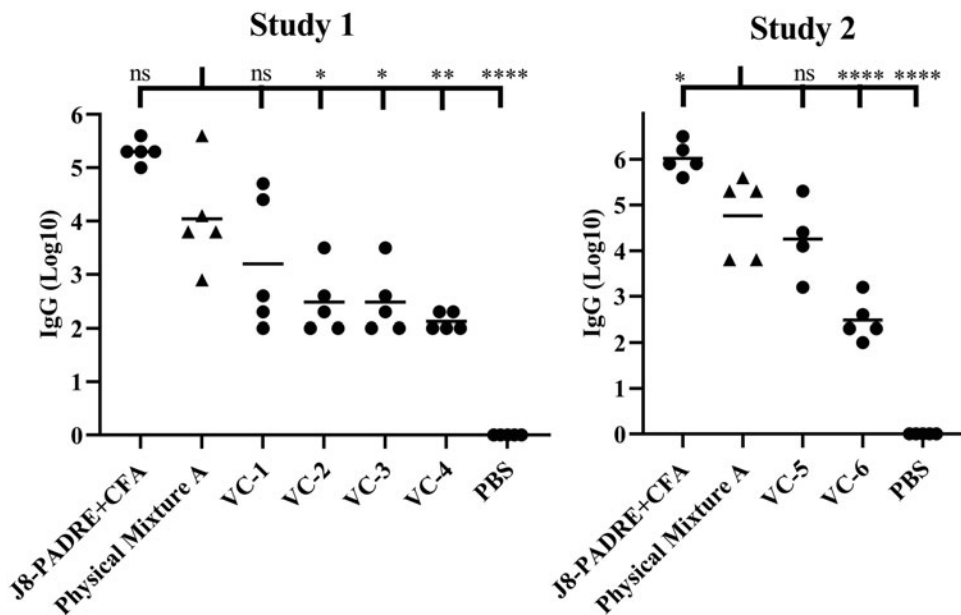 Study 1
ns ns * * ** ****
IgG (Log10)
6
5
4
3
2
1
0
J8-PADRE+CFA
Physical Mixture A
VC-1
VC-2
VC-3
VC-4
PBS
Study 2
* ns **** ****
IgG (Log10)
6
5
4
3
2
1
0
J8-PADRE+CFA
Physical Mixture A
VC-5
VC-6
PBS